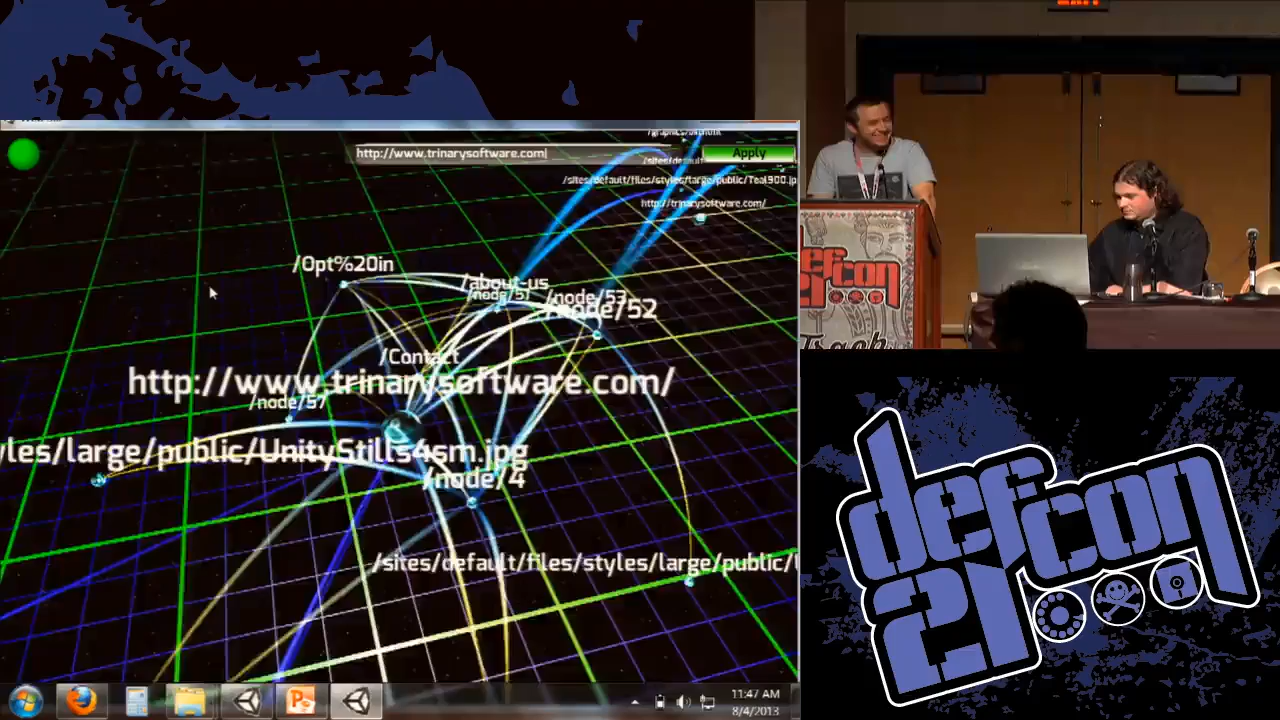 http://www.trinarysoftware.com
Apply
/sites/default/files/styles/large/public/Teal900.jp
http://trinarysoftware.com/
/Opt%20in
/about-us
/node/51
/node/53
/node/52
/Contact
http://www.trinarysoftware.com/
/node/57
yles/large/public/UnityStills4sm.jpg
/node/4
/sites/default/files/styles/large/public/
11:47 AM
8/4/2013
defcon
21
Track
defcon
21